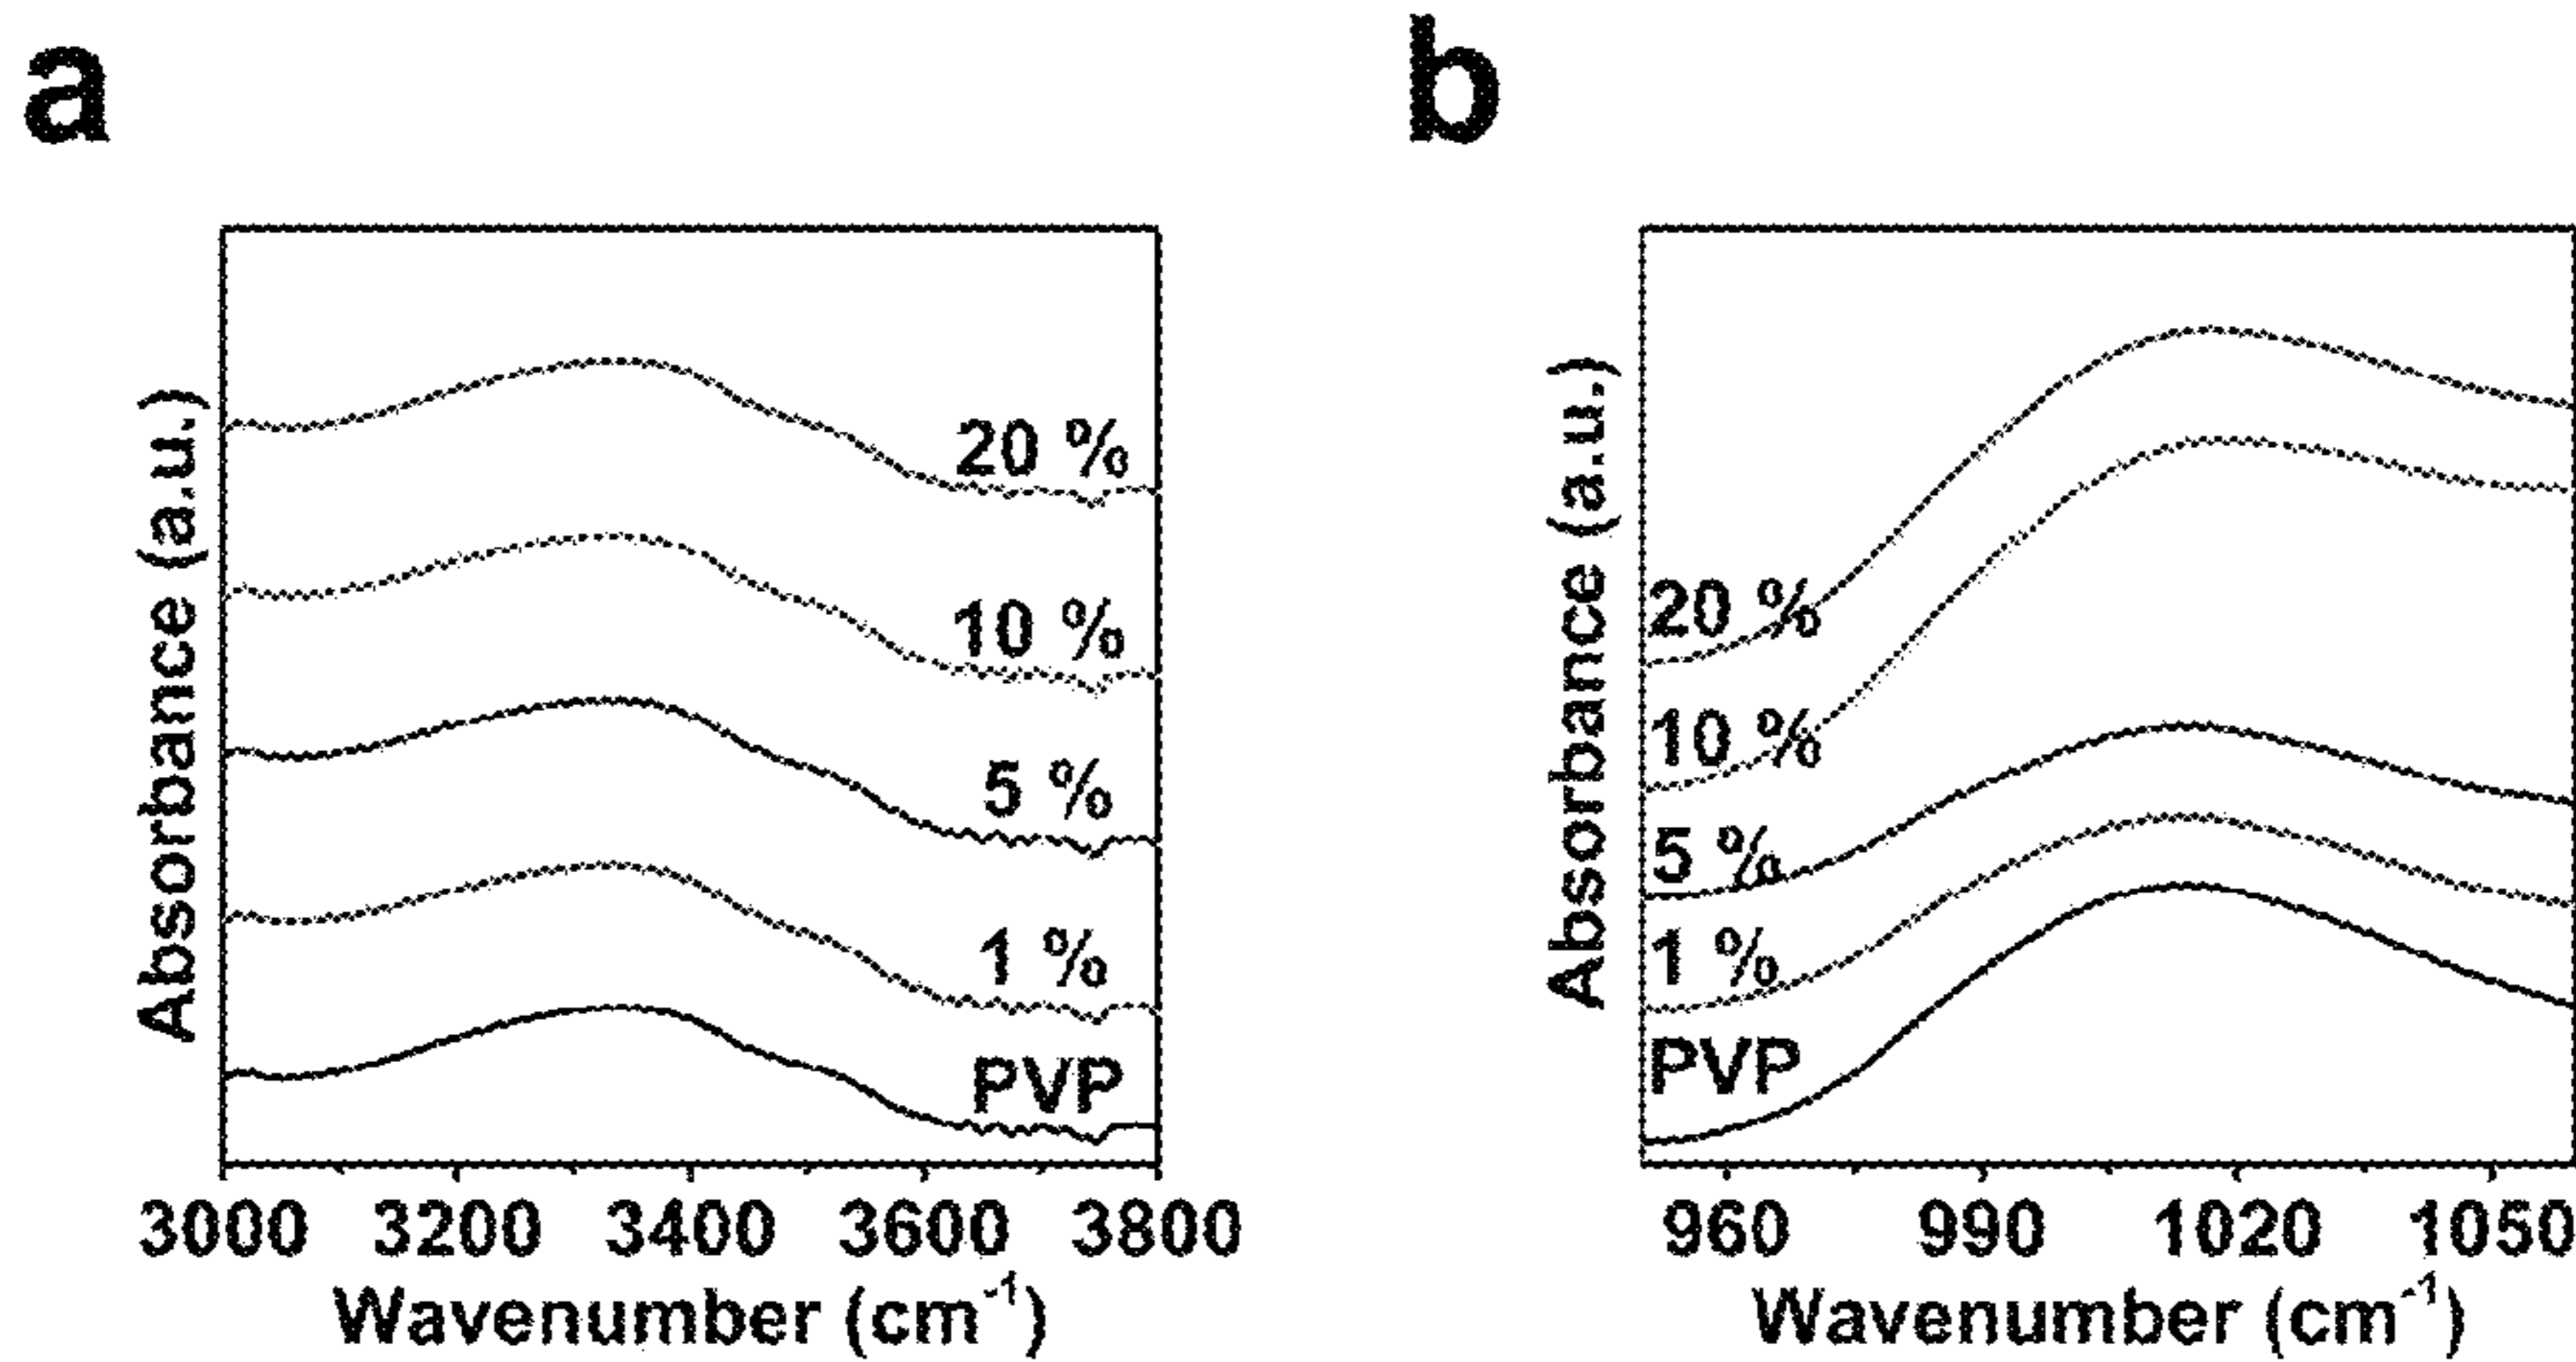 a
b
Absorbance (a.u.)
20 %
10 %
5 %
1 %
PVP
3000 3200 3400 3600 3800
Wavenumber (cm⁻¹)
Absorbance (a.u.)
20 %
10 %
5 %
1 %
PVP
960 990 1020 1050
Wavenumber (cm⁻¹)